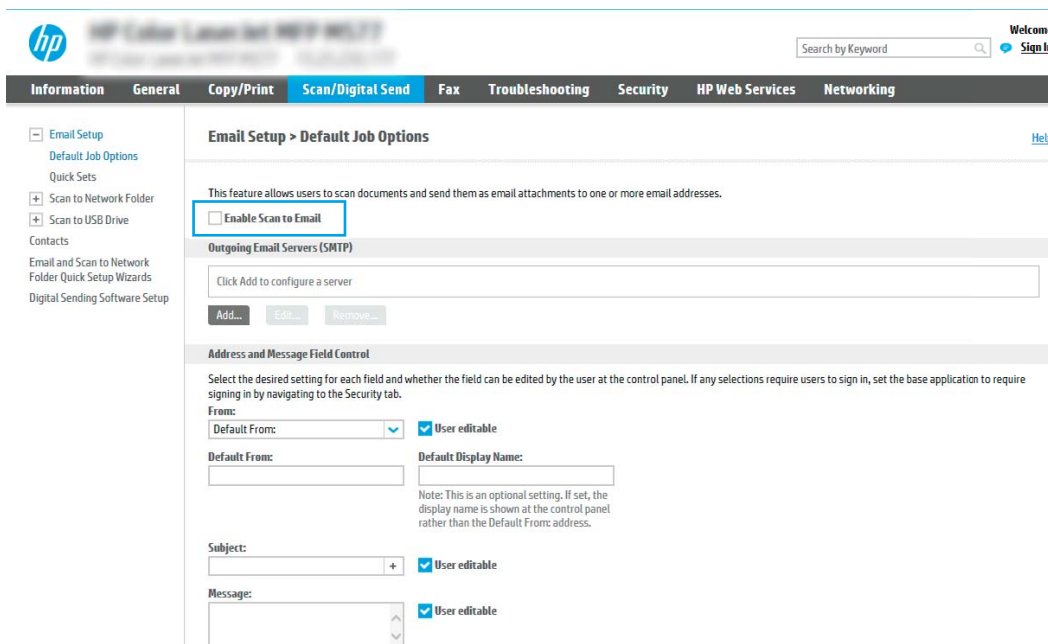 hp
Welcome
Search by Keyword
Sign I
Information General Copy/Print Scan/Digital Send Fax Troubleshooting Security HP Web Services Networking
Email Setup
Default Job Options
Quick Sets
Scan to Network Folder
Scan to USB Drive
Contacts
Email and Scan to Network
Folder Quick Setup Wizards
Digital Sending Software Setup
Email Setup > Default Job Options
Hel
This feature allows users to scan documents and send them as email attachments to one or more email addresses.
Enable Scan to Email
Outgoing Email Servers (SMTP)
Click Add to configure a server
Add... Edit... Remove...
Address and Message Field Control
Select the desired setting for each field and whether the field can be edited by the user at the control panel. If any selections require users to sign in, set the base application to require
signing in by navigating to the Security tab.
From:
Default From: User editable
Default From: Default Display Name:
Note: This is an optional setting. If set, the
display name is shown at the control panel
rather than the Default From: address.
Subject:
+ User editable
Message:
User editable